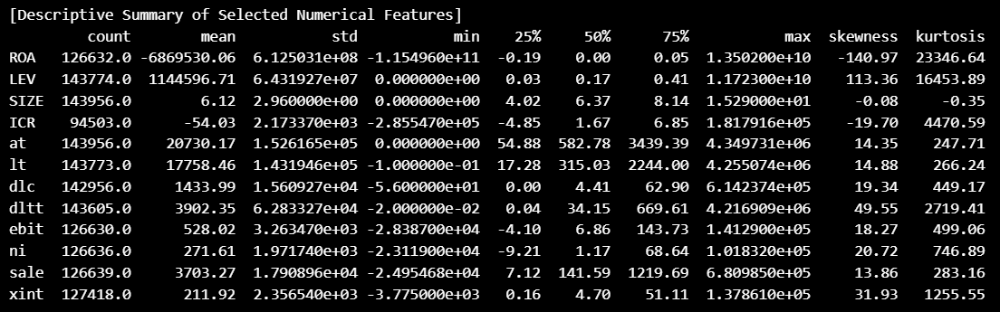 [Descriptive Summary of Selected Numerical Features]
count mean std min 25% 50% 75% max skewness kurtosis
ROA 126632.0 -6869530.06 6.125031e+08 -1.154960e+11 -0.19 0.00 0.05 1.350200e+10 -140.97 23346.64
LEV 143774.0 1144596.71 6.431927e+07 0.000000e+00 0.03 0.17 0.41 1.172300e+10 113.36 16453.89
SIZE 143956.0 6.12 2.960000e+00 0.000000e+00 4.02 6.37 8.14 1.529000e+01 -0.08 -0.35
ICR 94503.0 -54.03 2.173370e+03 -2.855470e+05 -4.85 1.67 6.85 1.817916e+05 -19.70 4470.59
at 143956.0 20730.17 1.526165e+05 0.000000e+00 54.88 582.78 3439.39 4.349731e+06 14.35 247.71
lt 143773.0 17758.46 1.431946e+05 -1.000000e-01 17.28 315.03 2244.00 4.255074e+06 14.88 266.24
dlc 142956.0 1433.99 1.560927e+04 -5.600000e+01 0.00 4.41 62.90 6.142374e+05 19.34 449.17
dltt 143605.0 3902.35 6.283327e+04 -2.000000e-02 0.04 34.15 669.61 4.216909e+06 49.55 2719.41
ebit 126630.0 528.02 3.263470e+03 -2.838700e+04 -4.10 6.86 143.73 1.412900e+05 18.27 499.06
ni 126636.0 271.61 1.971740e+03 -2.311900e+04 -9.21 1.17 68.64 1.018320e+05 20.72 746.89
sale 126639.0 3703.27 1.790896e+04 -2.495468e+04 7.12 141.59 1219.69 6.809850e+05 13.86 283.16
xint 127418.0 211.92 2.356540e+03 -3.775000e+03 0.16 4.70 51.11 1.378610e+05 31.93 1255.55